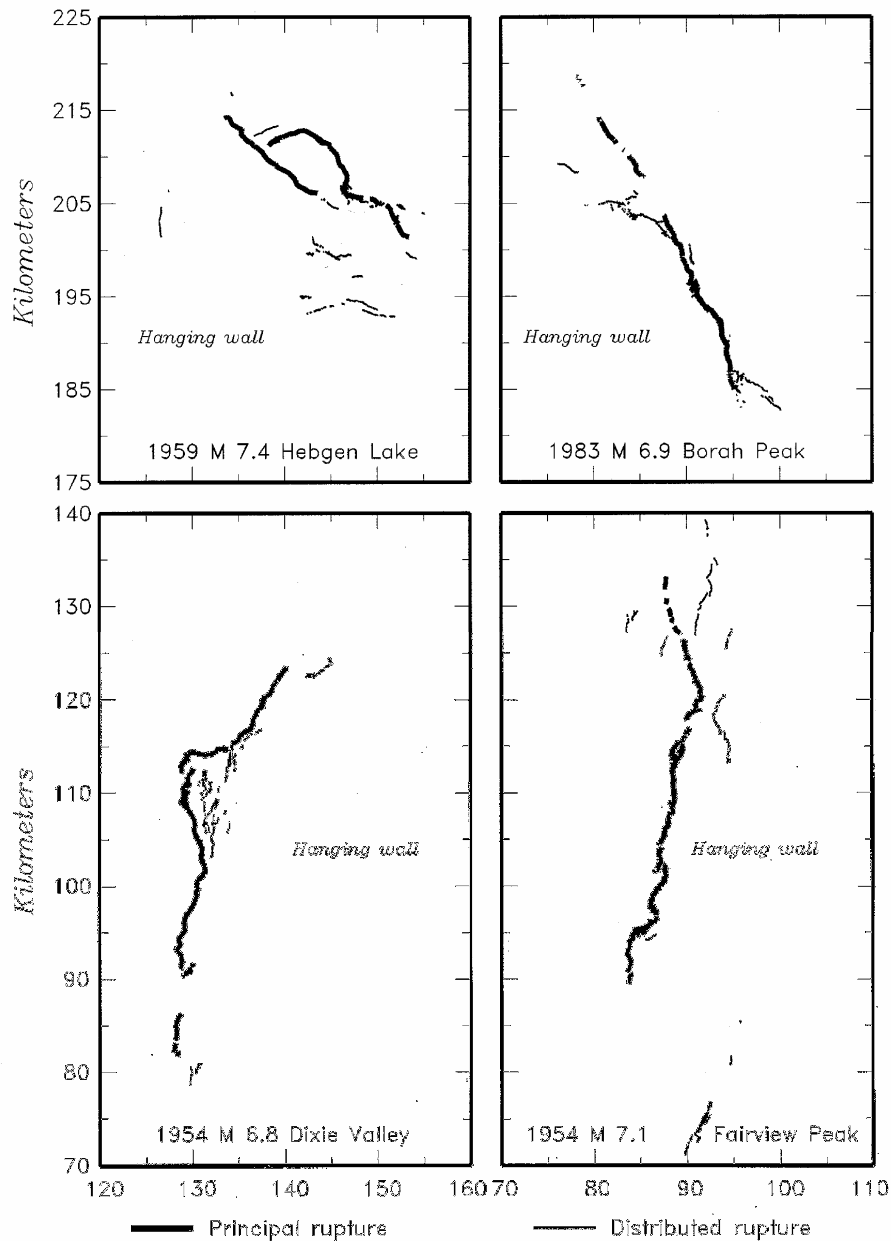 225
215
205
195
185
175
Kilometers
Hanging wall
1959 M 7.4 Hebgen Lake
Hanging wall
1983 M 6.9 Borah Peak
140
130
120
110
100
90
80
70
Kilometers
Hanging wall
1954 M 6.8 Dixie Valley
Hanging wall
1954 M 7.1 Fairview Peak
120 130 140 150 160 70 80 90 100 110
Principal rupture Distributed rupture